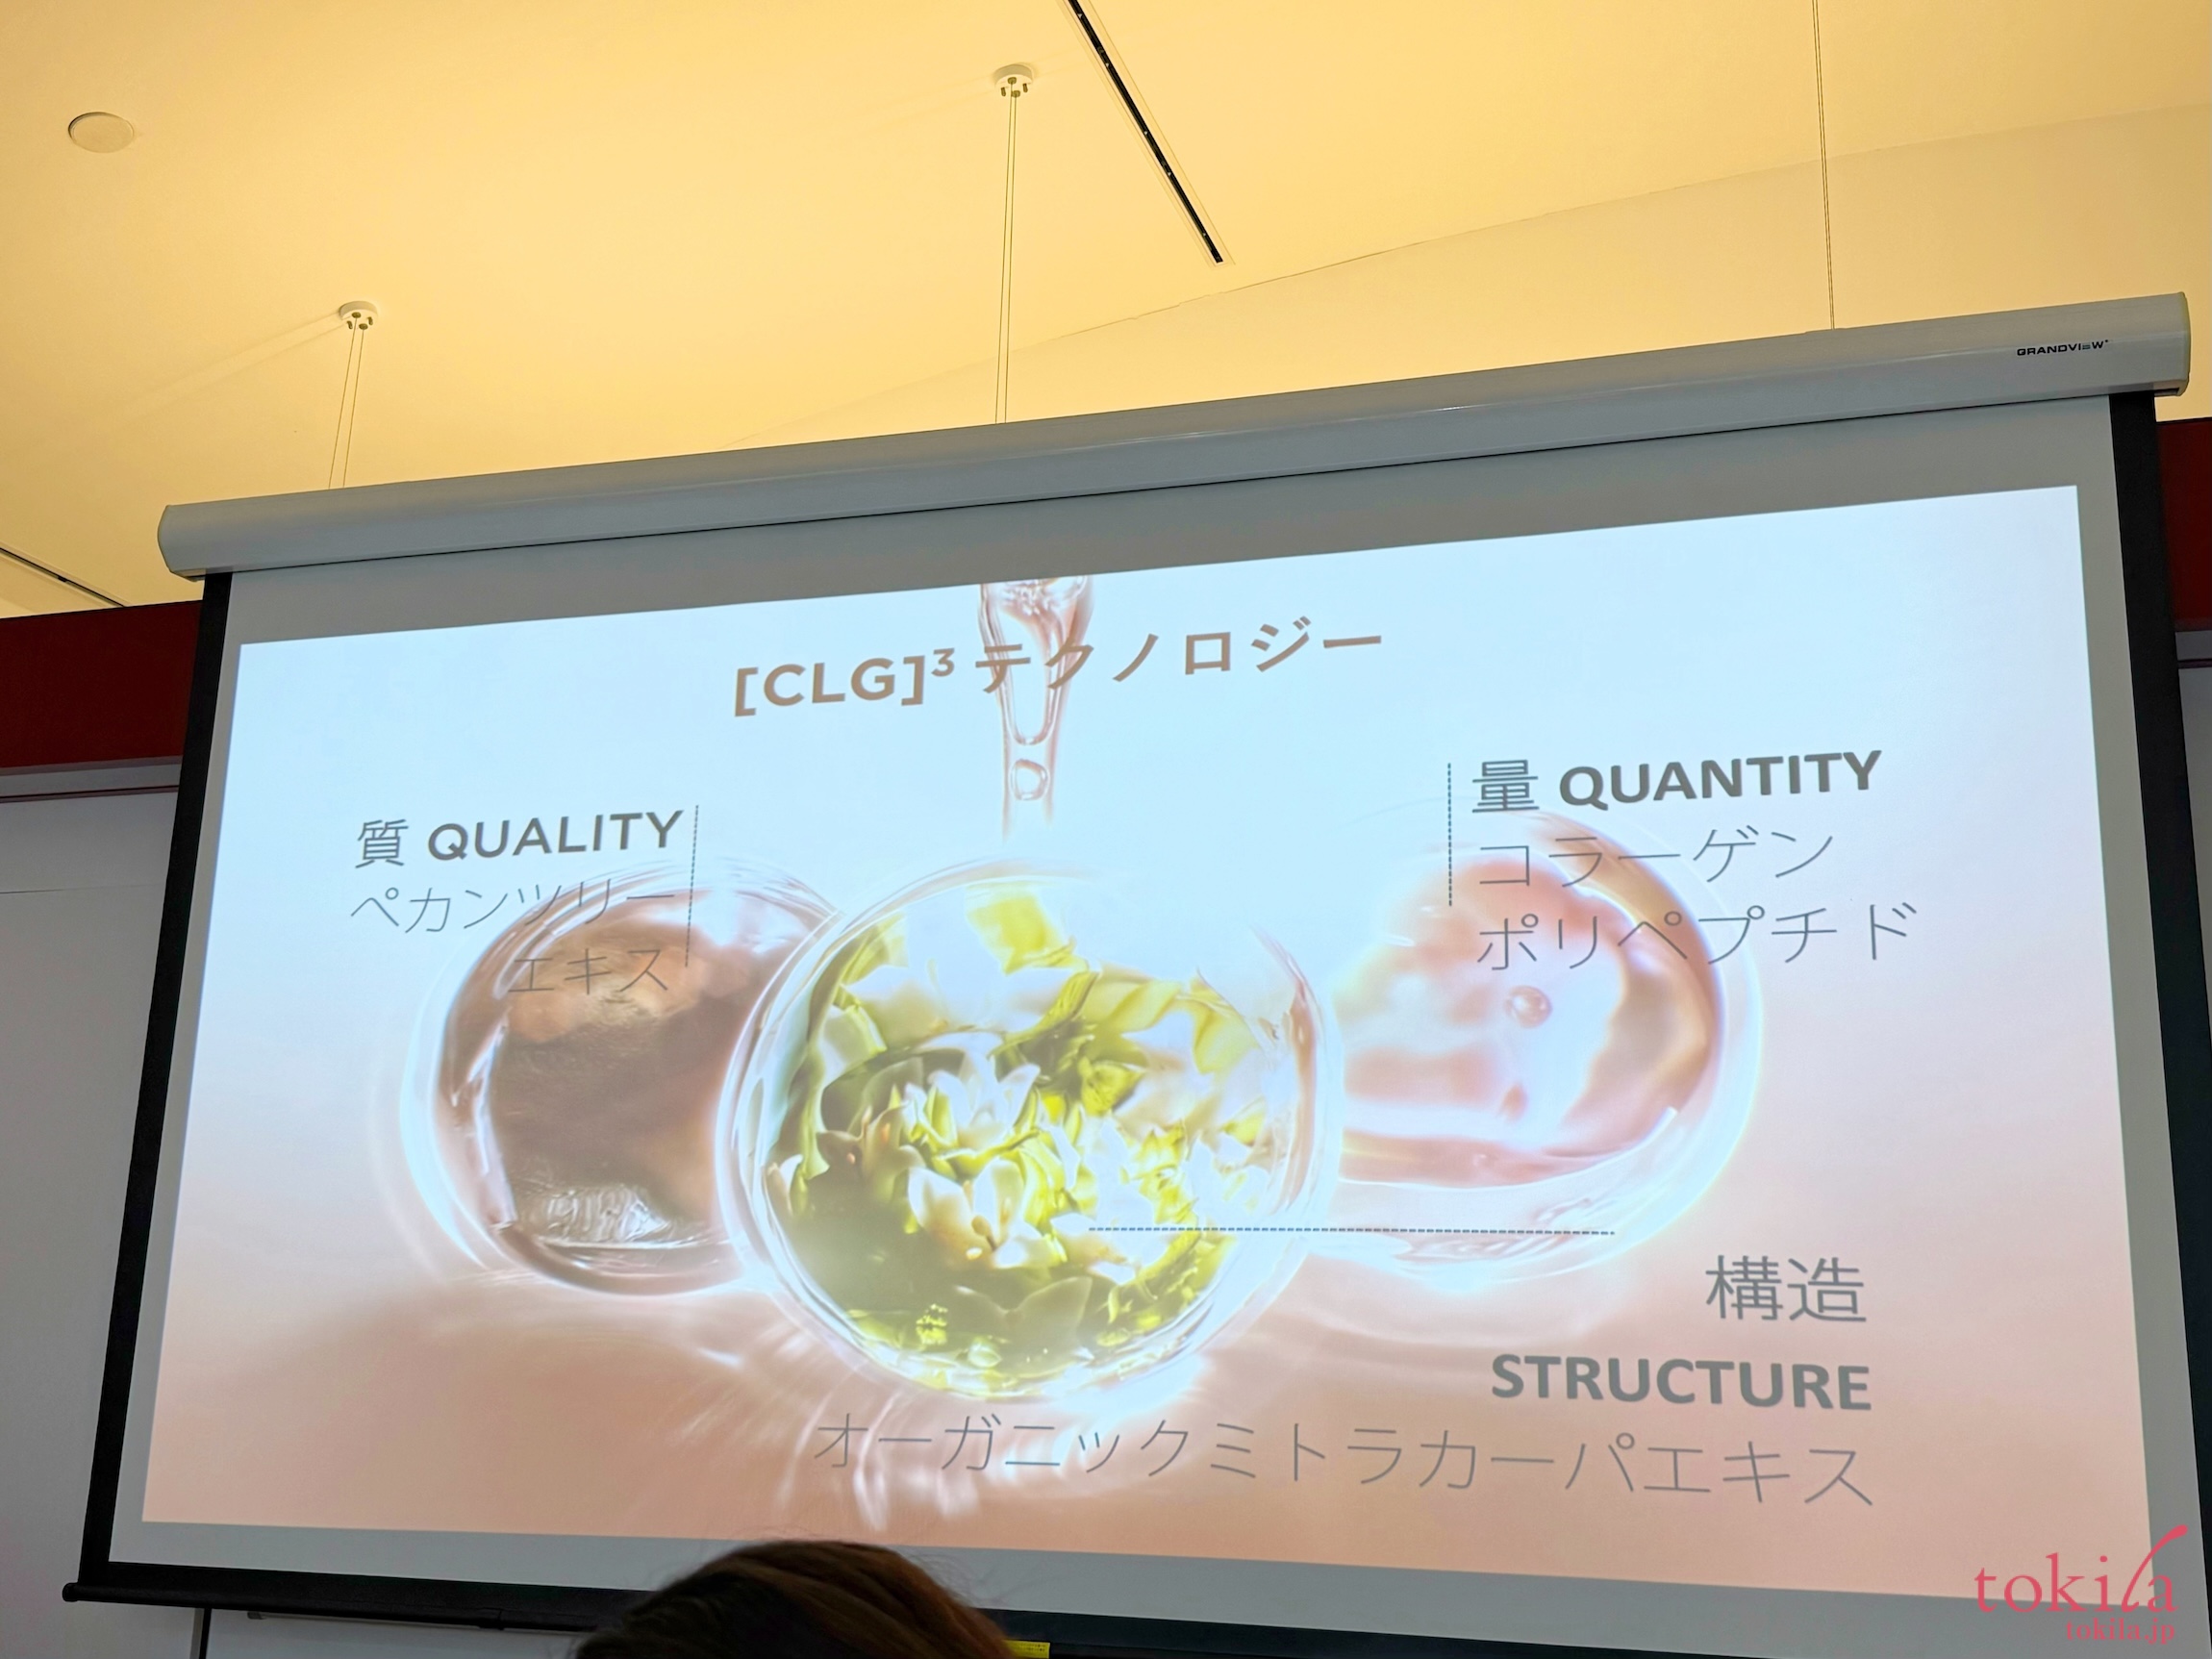 GRANDVIEW
[CLG]³ テクノロジー
質 QUALITY
ペカンツリー
エキス
量 QUANTITY
コラーゲン
ポリペプチド
構造
STRUCTURE
オーガニックミトラカーパエキス
tokila
tokila.jp